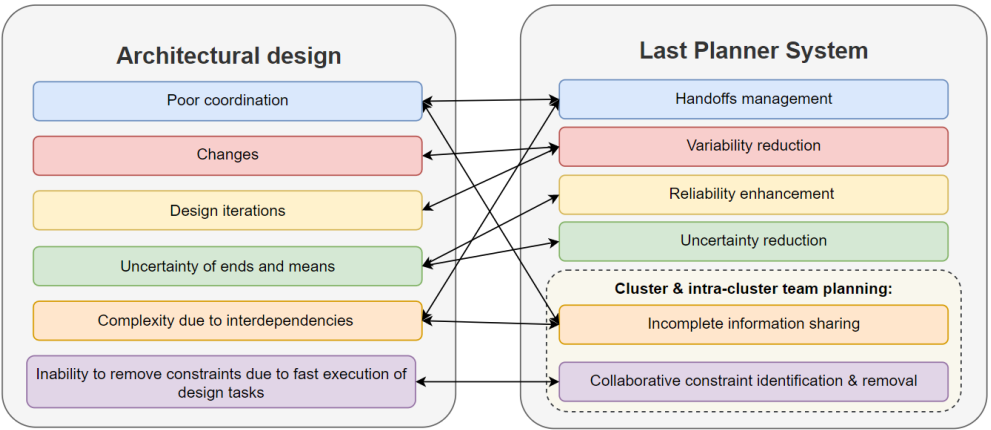 Architectural design
Poor coordination
Changes
Design iterations
Uncertainty of ends and means
Complexity due to interdependencies
Inability to remove constraints due to fast execution of
design tasks
Last Planner System
Handoffs management
Variability reduction
Reliability enhancement
Uncertainty reduction
Cluster & intra-cluster team planning:
Incomplete information sharing
Collaborative constraint identification & removal